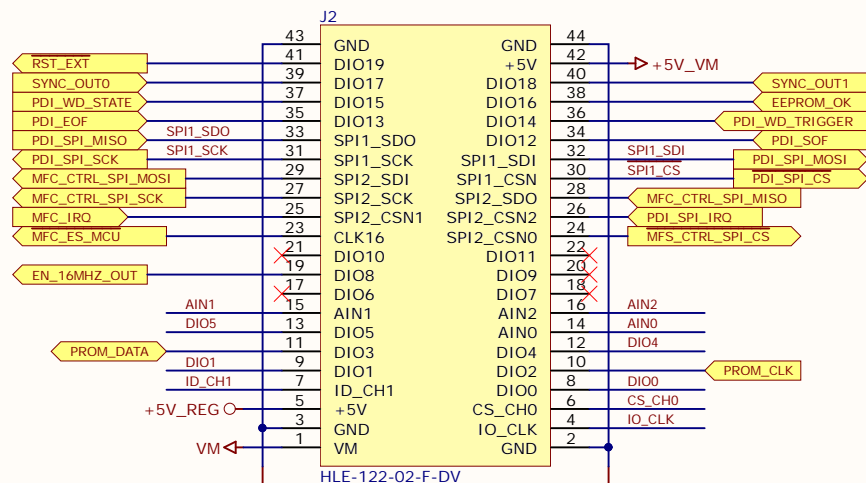 J2
43 GND GND 44
RST_EXT 41 DIO19 +5V 42 +5V_VM
SYNC_OUT0 39 DIO17 DIO18 40 SYNC_OUT1
PDI_WD_STATE 37 DIO15 DIO16 38 EEPROM_OK
PDI_EOF 35 DIO13 DIO14 36 PDI_WD_TRIGGER
PDI_SPI_MISO SPI1_SDO 33 SPI1_SDO DIO12 34 PDI_SOF
PDI_SPI_SCK SPI1_SCK 31 SPI1_SCK SPI1_SDI 32 SPI1_SDI PDI_SPI_MOSI
MFC_CTRL_SPI_MOSI 29 SPI2_SDI SPI1_CSN 30 SPI1_CS PDI_SPI_CS
MFC_CTRL_SPI_SCK 27 SPI2_SCK SPI2_SDO 28 MFC_CTRL_SPI_MISO
MFC_IRQ 25 SPI2_CSN1 SPI2_CSN2 26 PDI_SPI_IRQ
MFC_ES_MCU 23 CLK16 SPI2_CSN0 24 MFS_CTRL_SPI_CS
21 DIO10 DIO11 22
EN_16MHZ_OUT 19 DIO8 DIO9 20
17 DIO6 DIO7 18
AIN1 15 AIN1 AIN2 16 AIN2
DIO5 13 DIO5 AIN0 14 AIN0
PROM_DATA 11 DIO3 DIO4 12 DIO4
DIO1 9 DIO1 DIO2 10 PROM_CLK
ID_CH1 7 ID_CH1 DIO0 8 DIO0
+5V_REG 5 +5V CS_CH0 6 CS_CH0
3 GND IO_CLK 4 IO_CLK
VM 1 VM GND 2
HLE-122-02-F-DV